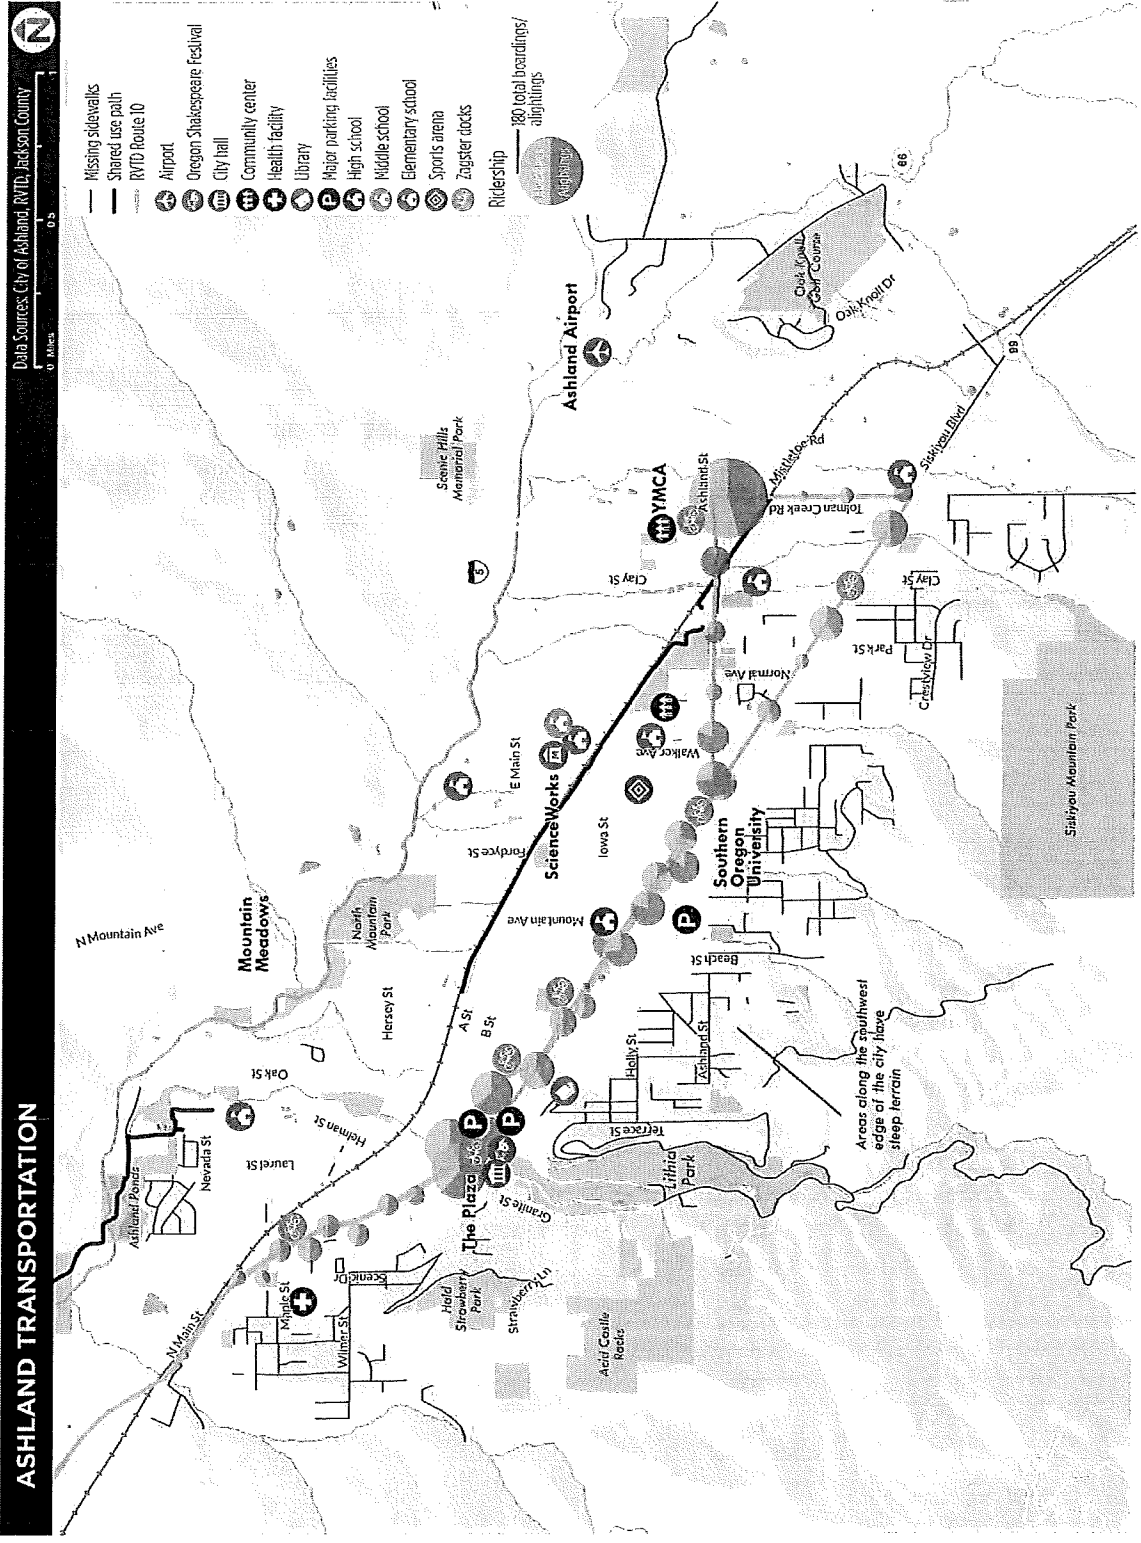 ASHLAND TRANSPORTATION
Data Sources: City of Ashland, RVTD, Jackson County
0 Miles 0.5 1
N
Missing sidewalks
Shared use path
RVTD Route 10
Airport
Oregon Shakespeare Festival
City hall
Community center
Health facility
Library
Major parking facilities
High school
Middle school
Elementary school
Sports arena
Zagster docks
Ridership
180 total boardings/
alightings
N Mountain Ave
Mountain
Meadows
North
Mountain
Park
Scenic Hills
Memorial Park
5
Ashland Airport
66
Oak Knoll
Golf Course
Oak Knoll Dr
99
Siskiyou Blvd
Mistletoe Rd
Tolman Creek Rd
YMCA
Ashland St
Clay St
Clay St
Park St
Crestview Dr
Normal Ave
Walker Ave
E Main St
ScienceWorks
Fordyce St
Iowa St
Mountain Ave
Southern
Oregon
University
P
Beach St
Siskiyou Mountain Park
Hersey St
A St
B St
Oak St
Helman St
Laurel St
Nevada St
Ashland Ponds
N Main St
Maple St
Wimer St
Scenic Dr
The Plaza
P
P
Granite St
Hald
Strawberry
Park
Strawberry Ln
Acid Castle
Rocks
Lithia
Park
Terrace St
Holly St
Ashland St
Areas along the southwest
edge of the city have
steep terrain